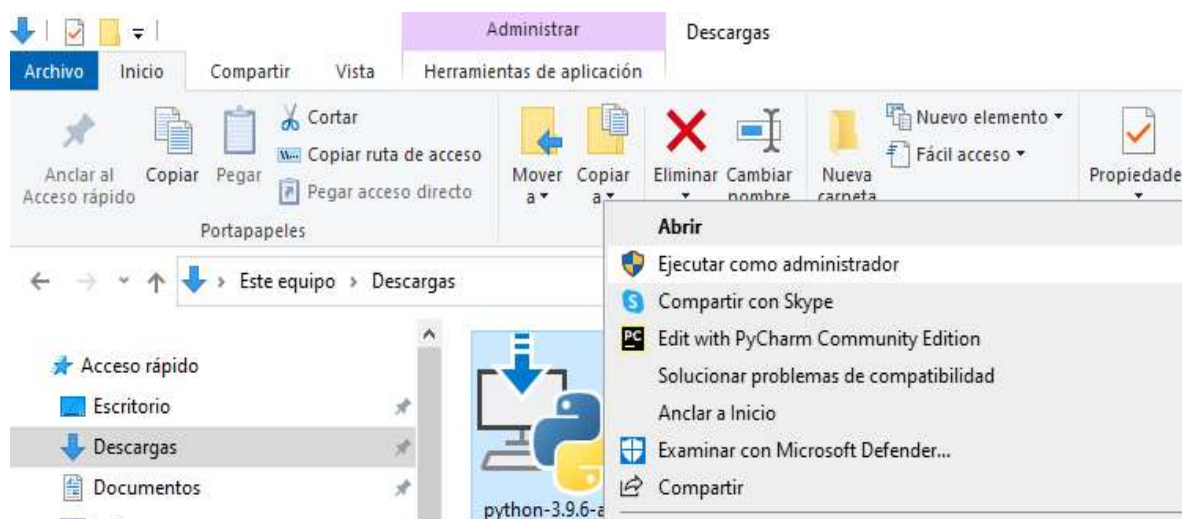 Administrar
Descargas
Archivo
Inicio
Compartir
Vista
Herramientas de aplicación
Anclar al
Acceso rápido
Copiar
Pegar
Cortar
Copiar ruta de acceso
Pegar acceso directo
Portapapeles
Mover
a
Copiar
a
Eliminar
Cambiar
nombre
Nueva
carpeta
Nuevo elemento
Fácil acceso
Propiedade
Este equipo > Descargas
Acceso rápido
Escritorio
Descargas
Documentos
python-3.9.6-a
Abrir
Ejecutar como administrador
Compartir con Skype
Edit with PyCharm Community Edition
Solucionar problemas de compatibilidad
Anclar a Inicio
Examinar con Microsoft Defender...
Compartir